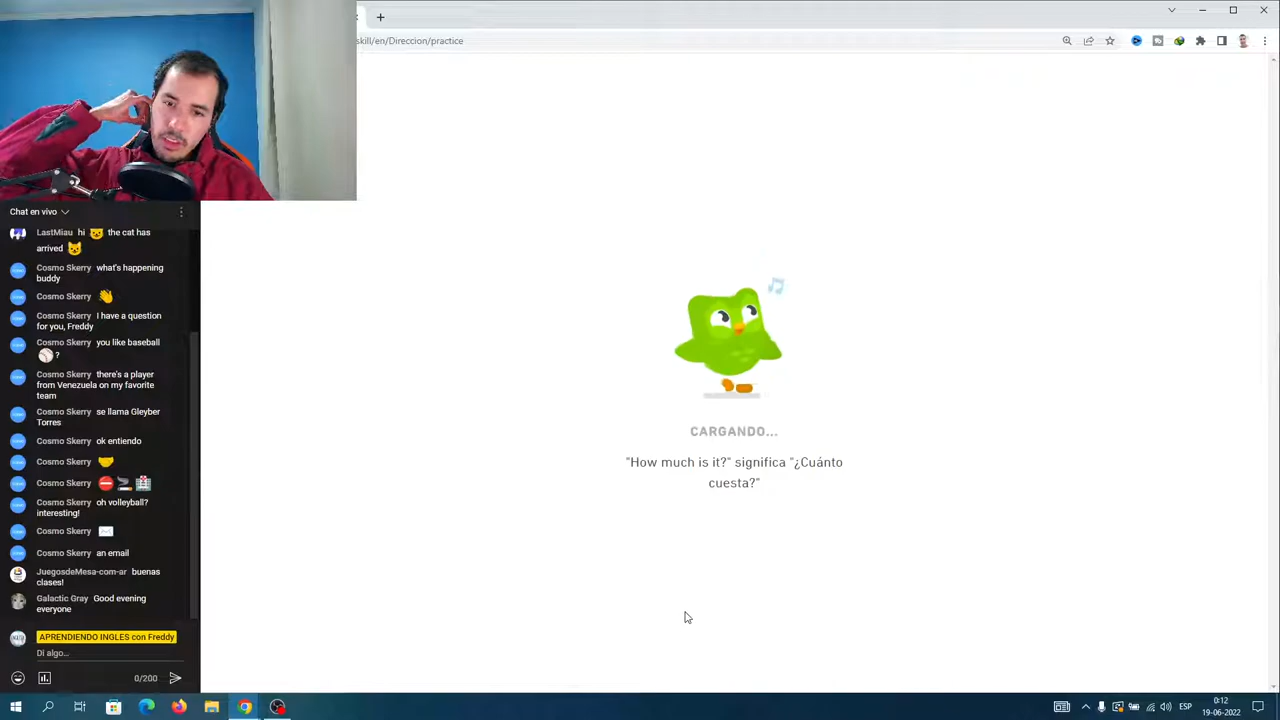 skill/en/Direccion/practice
Chat en vivo
LastMiau hi the cat has
arrived
Cosmo Skerry what's happening
buddy
Cosmo Skerry
Cosmo Skerry I have a question
for you, Freddy
Cosmo Skerry you like baseball
?
Cosmo Skerry there's a player
from Venezuela on my favorite
team
Cosmo Skerry se llama Gleyber
Torres
Cosmo Skerry ok entiendo
Cosmo Skerry
Cosmo Skerry
Cosmo Skerry oh volleyball?
interesting!
Cosmo Skerry
Cosmo Skerry an email
JuegosdeMesa-com-ar buenas
clases!
Galactic Gray Good evening
everyone
APRENDIENDO INGLES con Freddy
Di algo...
0/200
CARGANDO...
"How much is it?" significa "¿Cuánto
cuesta?"
ESP
0:12
19-06-2022